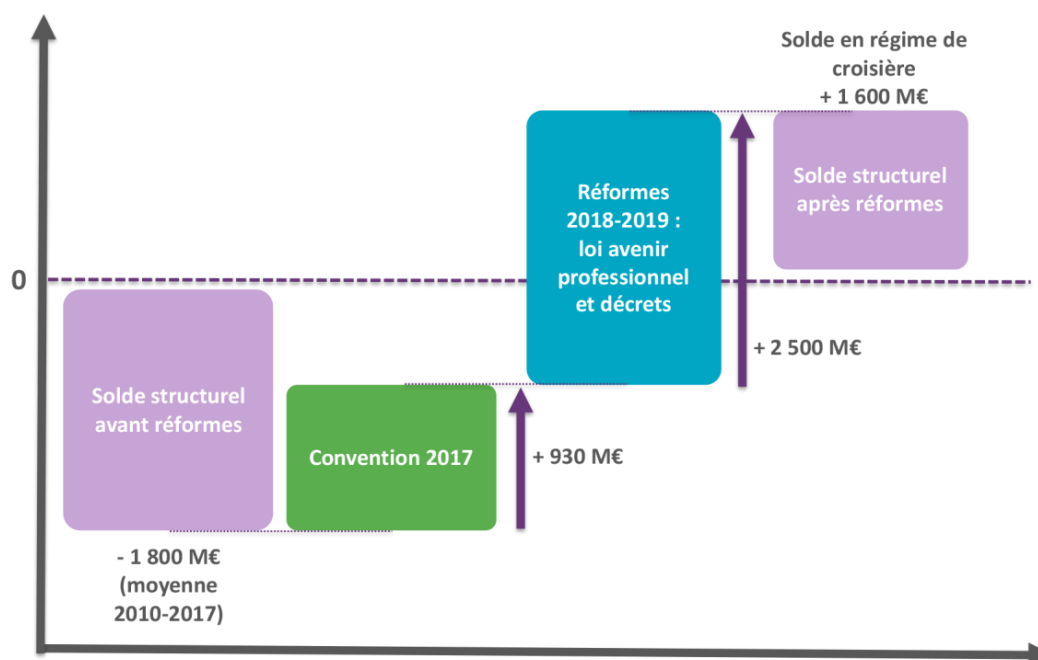 Solde en régime de
croisière
+ 1 600 M€
Réformes
2018-2019 :
loi avenir
professionnel
et décrets
Solde structurel
après réformes
0
+ 2 500 M€
Solde structurel
avant réformes
Convention 2017
+ 930 M€
- 1 800 M€
(moyenne
2010-2017)